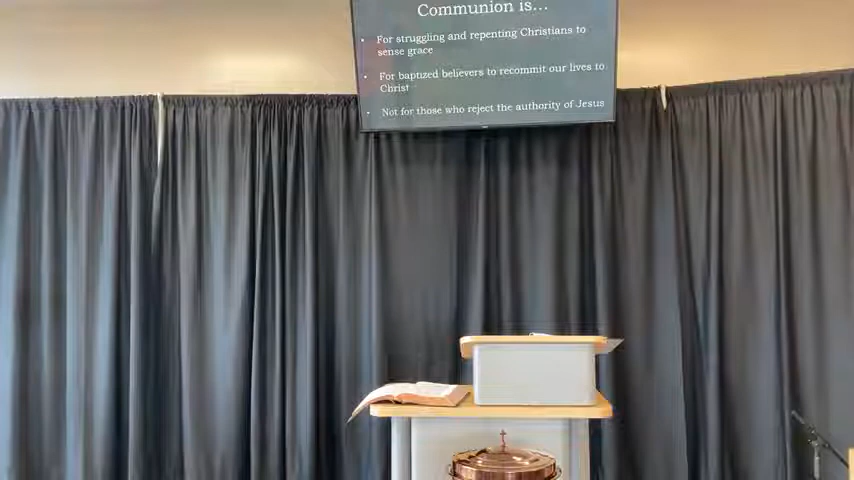 Communion is...
• For struggling and repenting Christians to
sense grace
• For baptized believers to recommit our lives to
Christ
• Not for those who reject the authority of Jesus